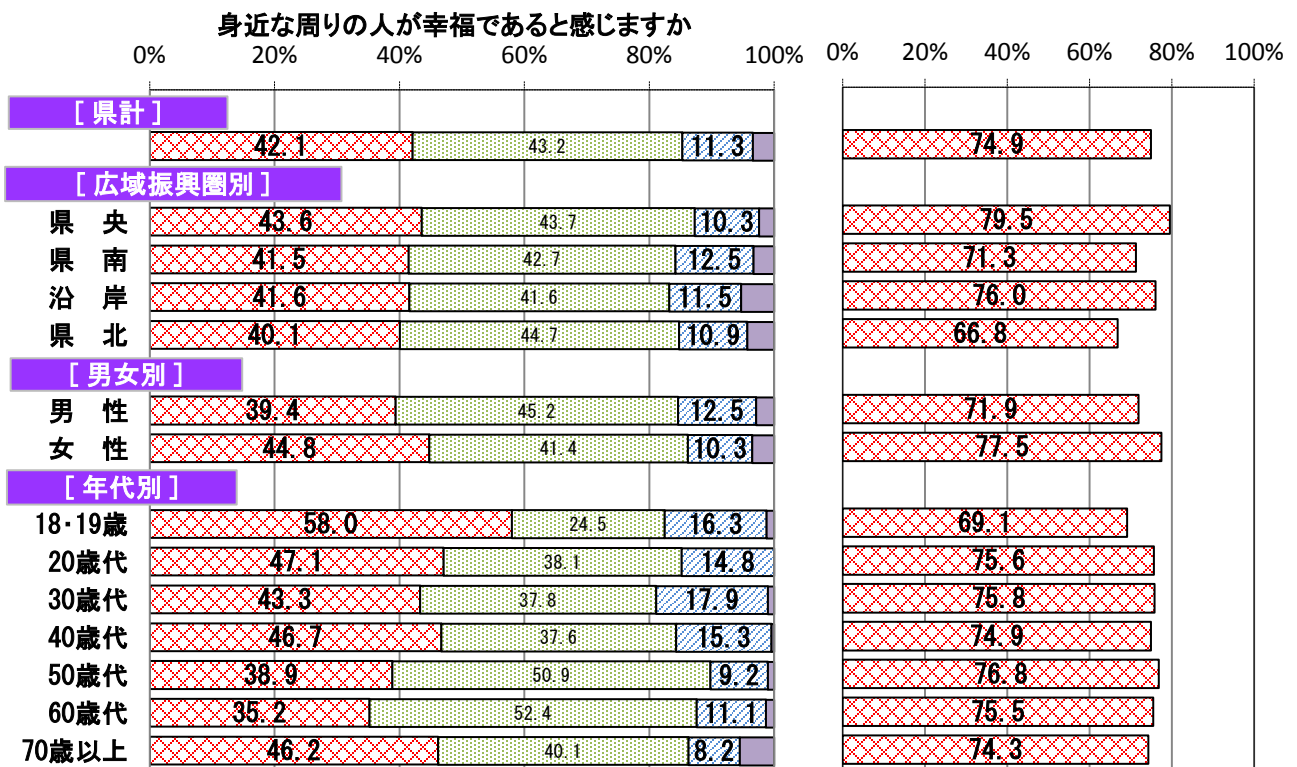 身近な周りの人が幸福であると感じますか
0% 20% 40% 60% 80% 100% 0% 20% 40% 60% 80% 100%
[ 県計 ]
42.1 43.2 11.3 74.9
[ 広域振興圏別 ]
県 央 43.6 43.7 10.3 79.5
県 南 41.5 42.7 12.5 71.3
沿 岸 41.6 41.6 11.5 76.0
県 北 40.1 44.7 10.9 66.8
[ 男女別 ]
男 性 39.4 45.2 12.5 71.9
女 性 44.8 41.4 10.3 77.5
[ 年代別 ]
18・19歳 58.0 24.5 16.3 69.1
20歳代 47.1 38.1 14.8 75.6
30歳代 43.3 37.8 17.9 75.8
40歳代 46.7 37.6 15.3 74.9
50歳代 38.9 50.9 9.2 76.8
60歳代 35.2 52.4 11.1 75.5
70歳以上 46.2 40.1 8.2 74.3